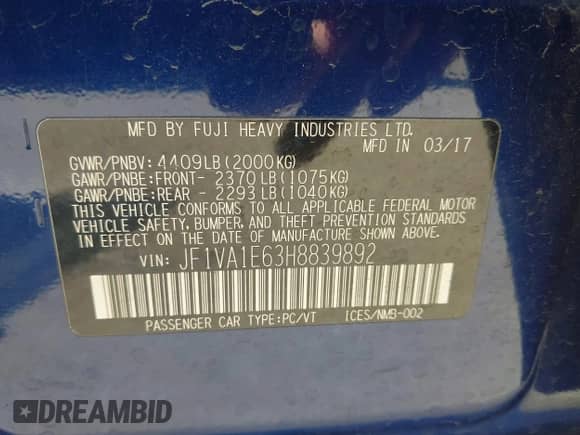 MFD BY FUJI HEAVY INDUSTRIES LTD.
MFD IN 03/17
GVWR/PNBV: 4409LB(2000KG)
GAWR/PNBE:FRONT- 2370LB(1075KG)
GAWR/PNBE:REAR - 2293LB(1040KG)
THIS VEHICLE CONFORMS TO ALL APPLICABLE FEDERAL MOTOR
VEHICLE SAFETY, BUMPER, AND THEFT PREVENTION STANDARDS
IN EFFECT ON THE DATE OF MANUFACTURE SHOWN ABOVE.
VIN: JF1VA1E63H8839892
PASSENGER CAR TYPE:PC/VT ICES/NMB-002
DREAMBID